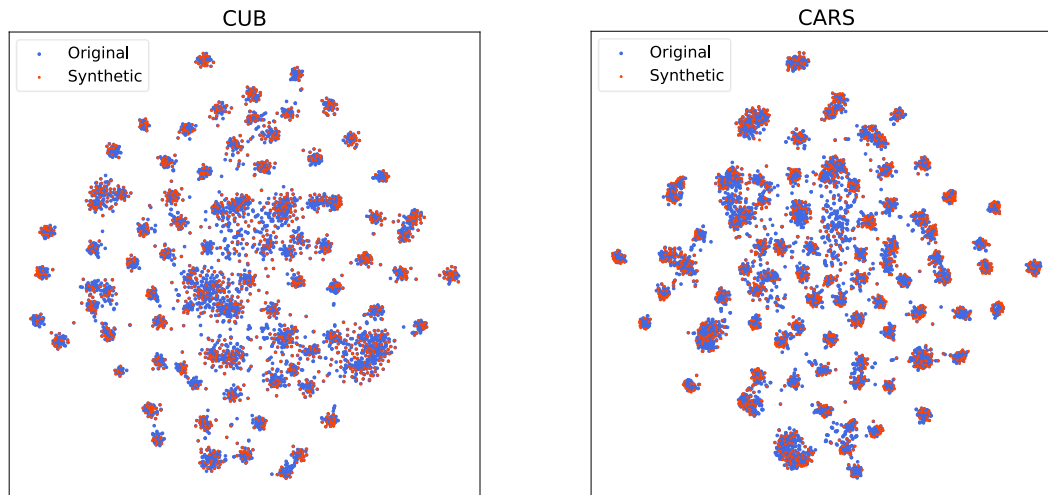 CUB
Original
Synthetic
CARS
Original
Synthetic